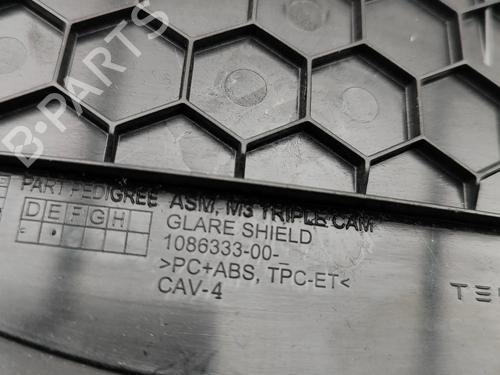 B-PARTS
PART PEDIGREE
D E F G H
ASM, M3 TRIPLE CAM
GLARE SHIELD
1086333-00-_
>PC+ABS, TPC-ET<
CAV-4